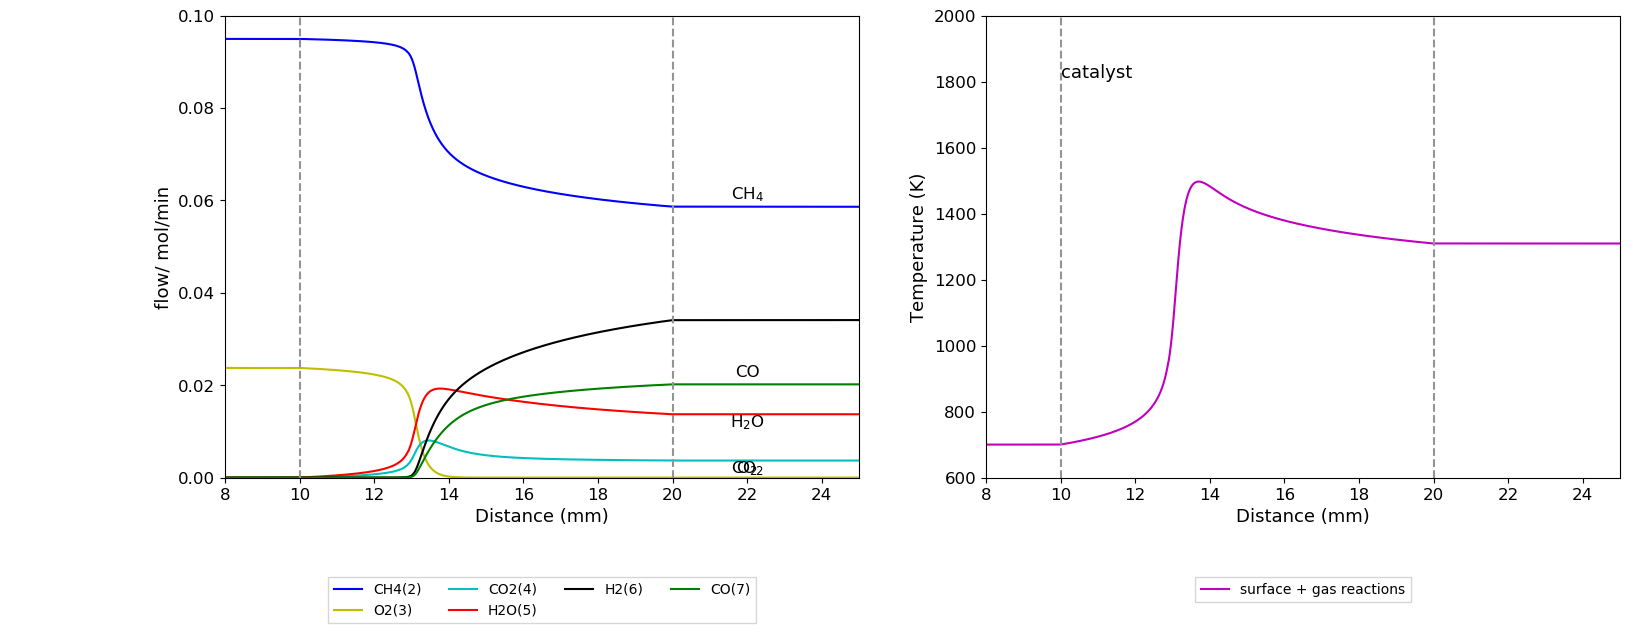 0.10
0.08
0.06
0.04
0.02
0.00
flow/ mol/min
CH₄
CO
H₂O
CO₂
O₂
8 10 12 14 16 18 20 22 24
Distance (mm)
CH4(2) CO2(4) H2(6) CO(7)
O2(3) H2O(5)
2000
1800
1600
1400
1200
1000
800
600
Temperature (K)
catalyst
8 10 12 14 16 18 20 22 24
Distance (mm)
surface + gas reactions